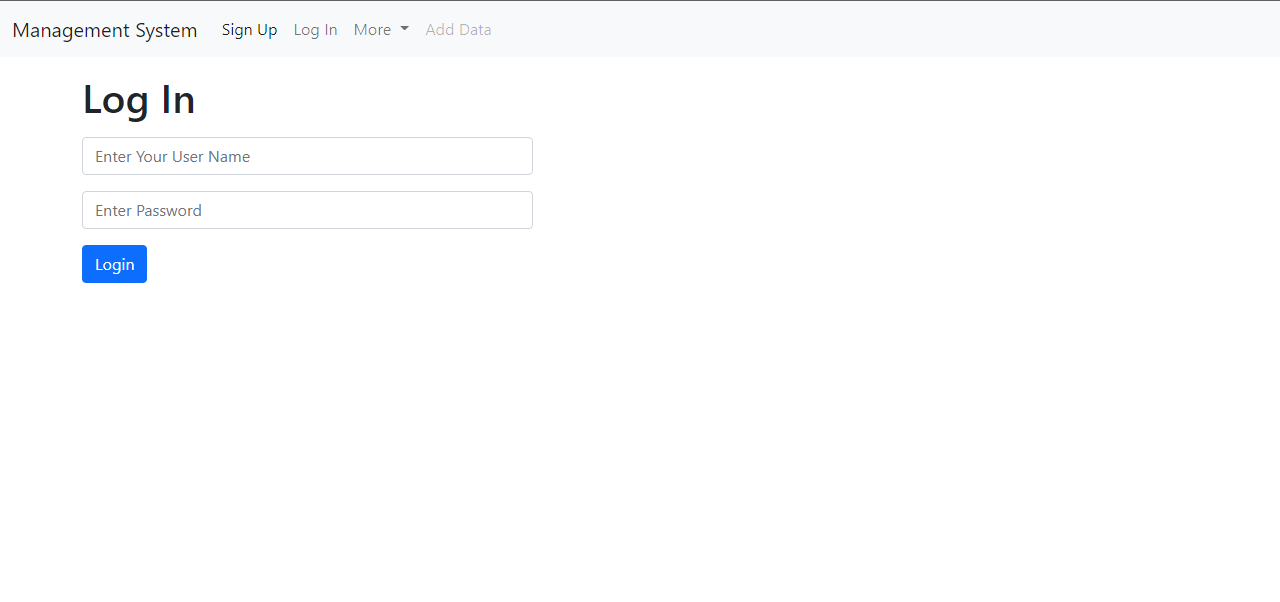 Management System Sign Up Log In More Add Data
Log In
Enter Your User Name
Enter Password
Login